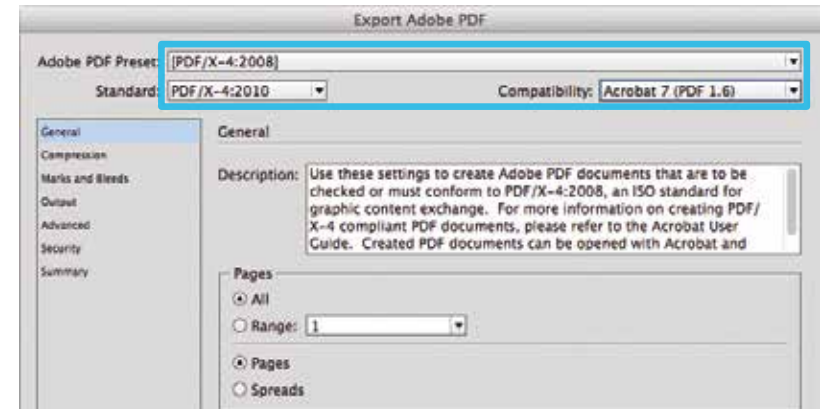 Export Adobe PDF
Adobe PDF Preset: [PDF/X-4:2008]
Standard: PDF/X-4:2010 Compatibility: Acrobat 7 (PDF 1.6)
General
Compression
Marks and Bleeds
Output
Advanced
Security
Summary
General
Description: Use these settings to create Adobe PDF documents that are to be
checked or must conform to PDF/X-4:2008, an ISO standard for
graphic content exchange. For more information on creating PDF/
X-4 compliant PDF documents, please refer to the Acrobat User
Guide. Created PDF documents can be opened with Acrobat and
Pages
All
Range: 1
Pages
Spreads